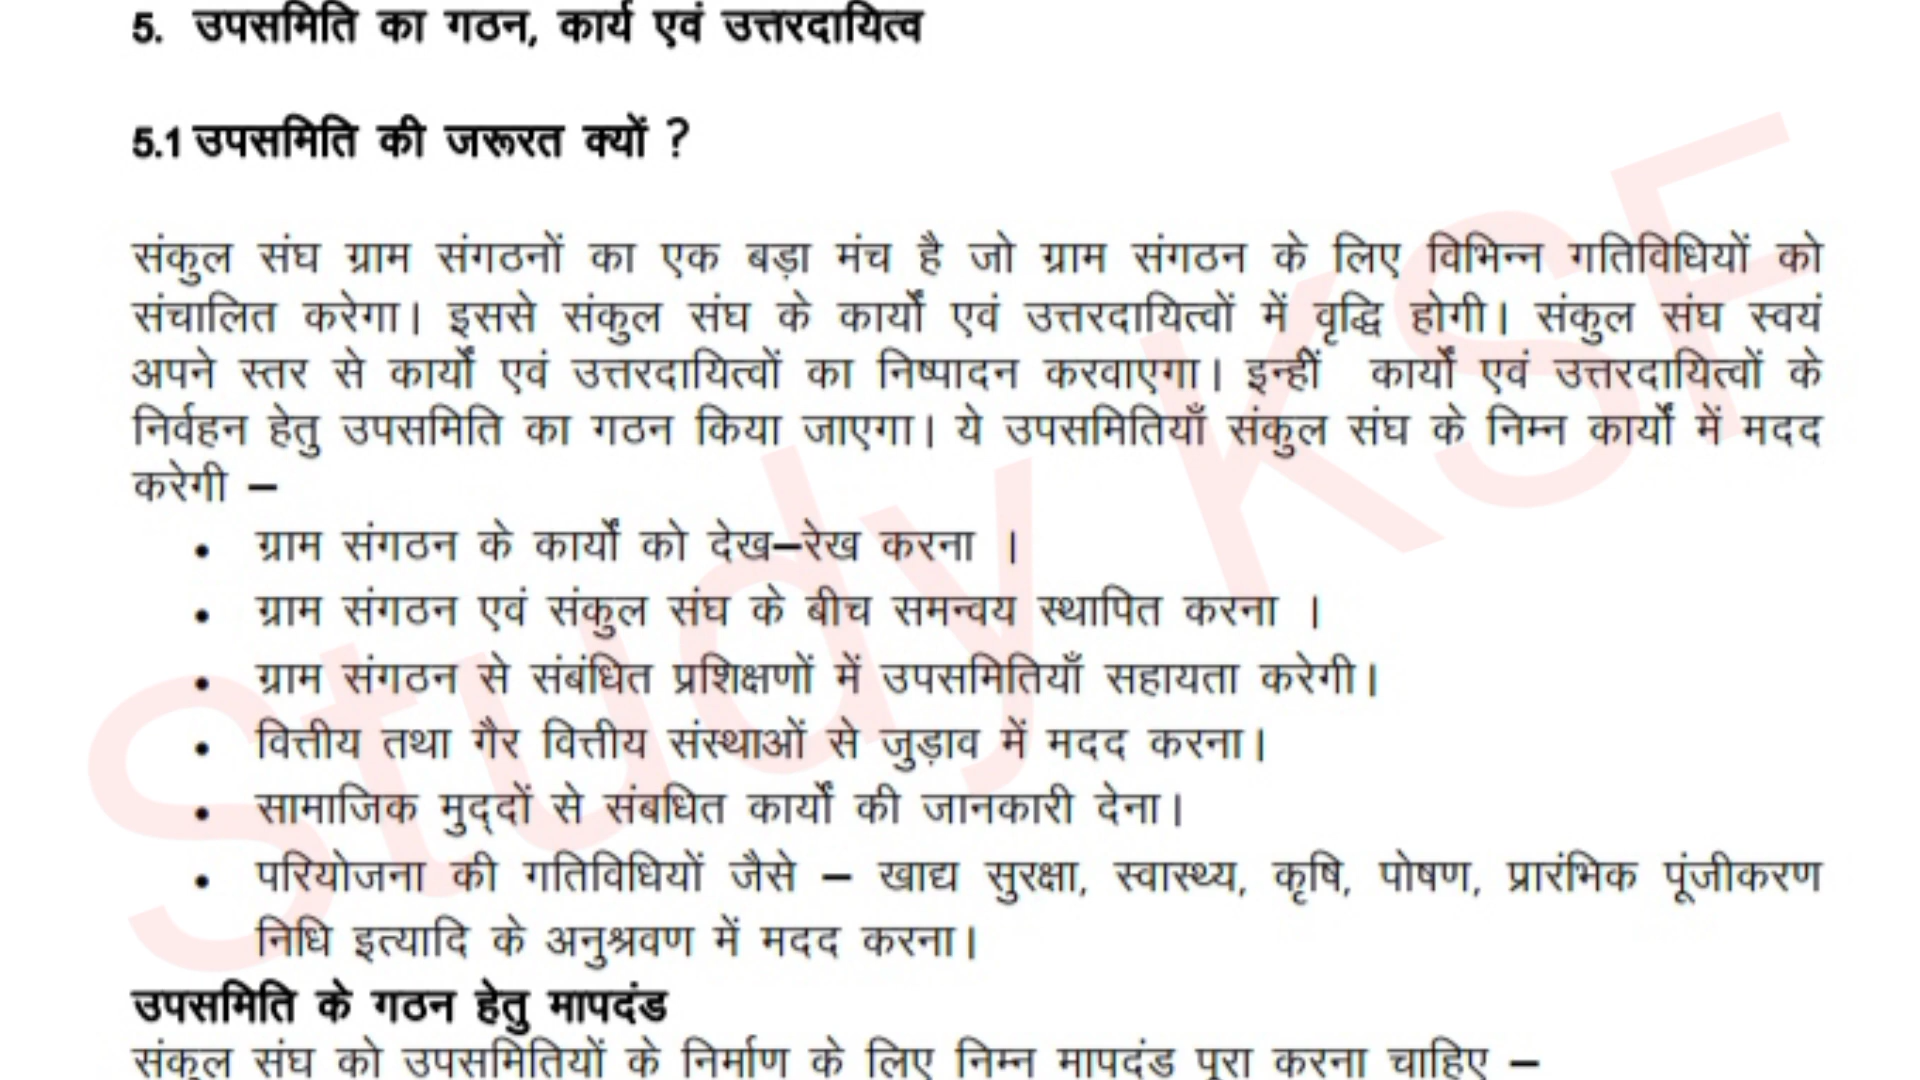 5. उपसमिति का गठन, कार्य एवं उत्तरदायित्व
5.1 उपसमिति की जरूरत क्यों ?
संकुल संघ ग्राम संगठनों का एक बड़ा मंच है जो ग्राम संगठन के लिए विभिन्न गतिविधियों को
संचालित करेगा। इससे संकुल संघ के कार्यों एवं उत्तरदायित्वों में वृद्धि होगी। संकुल संघ स्वयं
अपने स्तर से कार्यों एवं उत्तरदायित्वों का निष्पादन करवाएगा। इन्हीं कार्यों एवं उत्तरदायित्वों के
निर्वहन हेतु उपसमिति का गठन किया जाएगा। ये उपसमितियाँ संकुल संघ के निम्न कार्यों में मदद
करेगी –
• ग्राम संगठन के कार्यों को देख–रेख करना ।
• ग्राम संगठन एवं संकुल संघ के बीच समन्वय स्थापित करना ।
• ग्राम संगठन से संबंधित प्रशिक्षणों में उपसमितियाँ सहायता करेगी।
• वित्तीय तथा गैर वित्तीय संस्थाओं से जुड़ाव में मदद करना।
• सामाजिक मुद्दों से संबधित कार्यों की जानकारी देना।
• परियोजना की गतिविधियों जैसे – खाद्य सुरक्षा, स्वास्थ्य, कृषि, पोषण, प्रारंभिक पूंजीकरण
निधि इत्यादि के अनुश्रवण में मदद करना।
उपसमिति के गठन हेतु मापदंड
संकुल संघ को उपसमितियों के निर्माण के लिए निम्न मापदंड पूरा करना चाहिए –
Study KSF